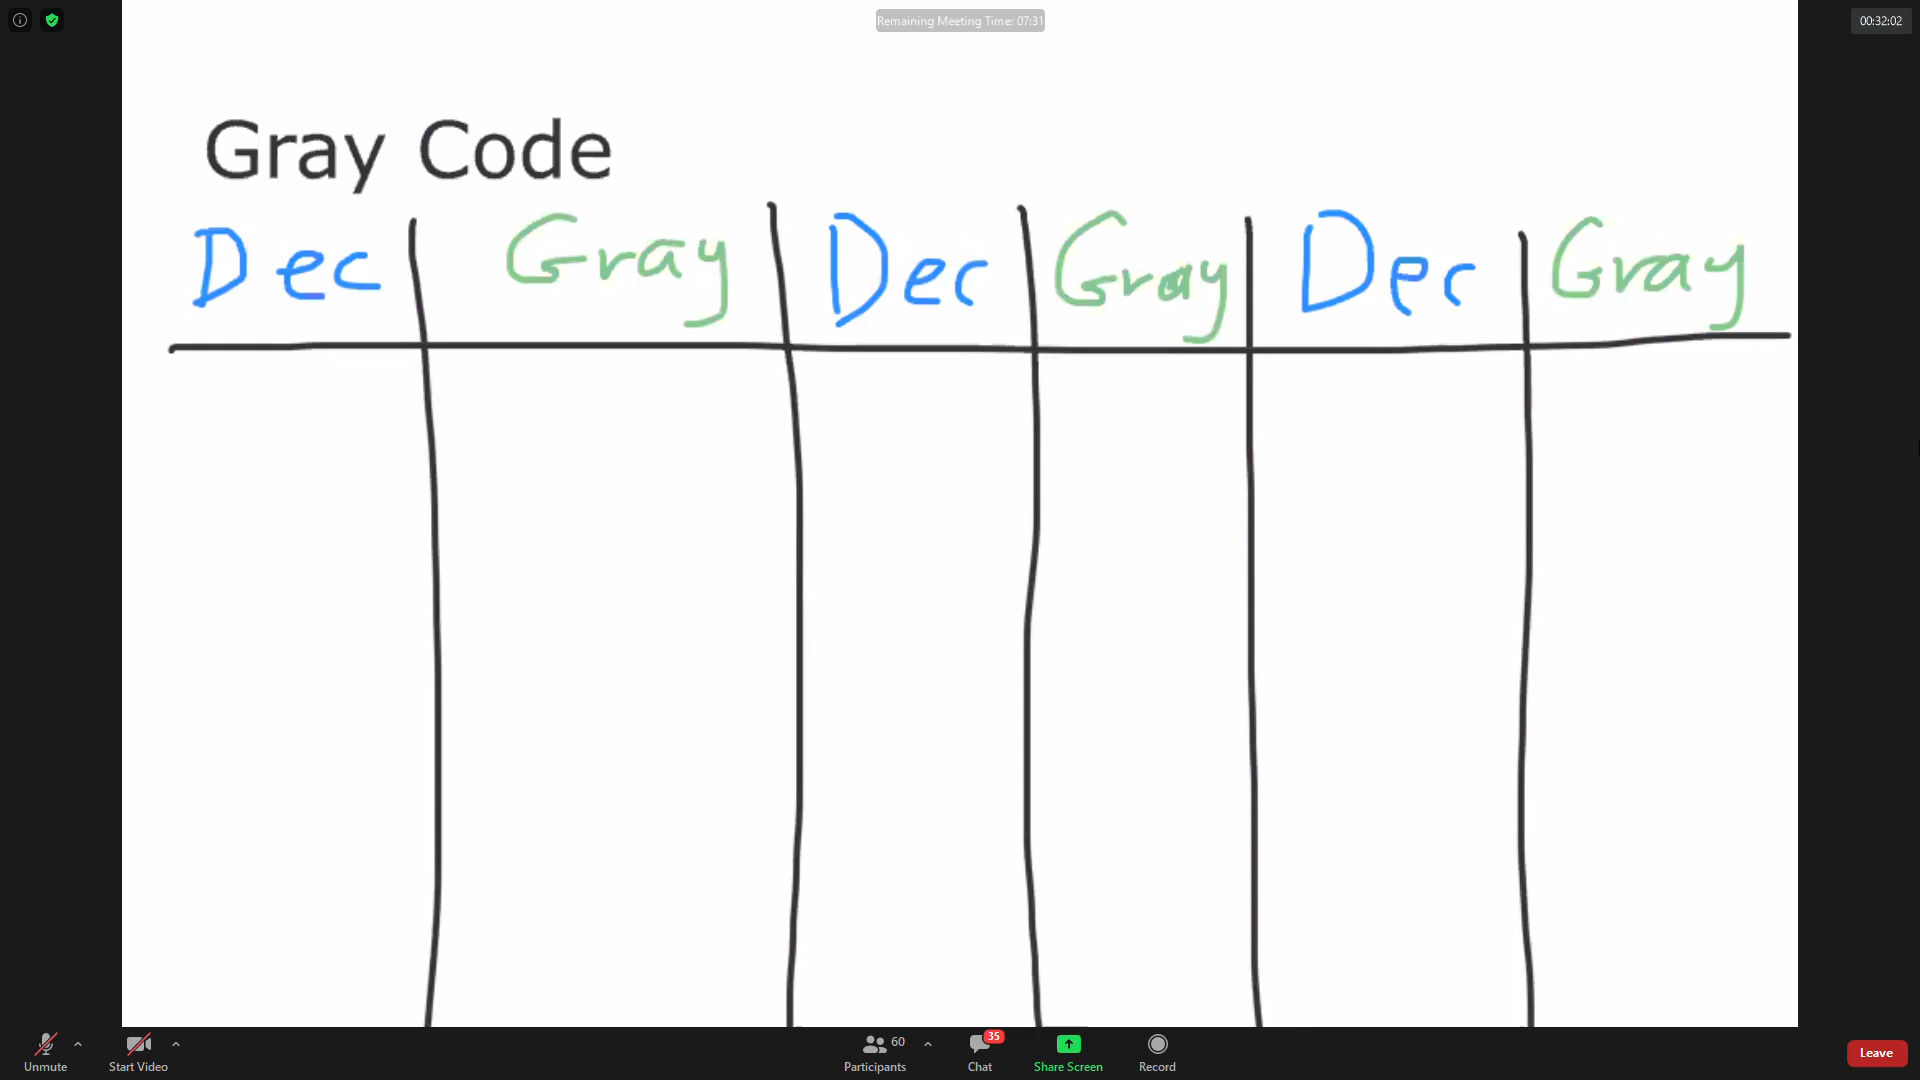 Remaining Meeting Time: 07:31
00:32:02
Gray Code
Dec Gray Dec Gray Dec Gray
60
35
Unmute Start Video Participants Chat Share Screen Record Leave